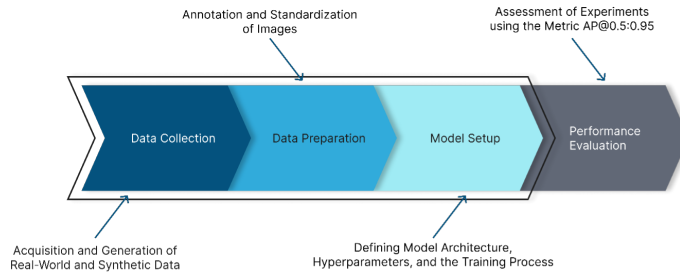 Annotation and Standardization
of Images
Assessment of Experiments
using the Metric AP@0.5:0.95
Data Collection
Data Preparation
Model Setup
Performance
Evaluation
Acquisition and Generation of
Real-World and Synthetic Data
Defining Model Architecture,
Hyperparameters, and the Training Process